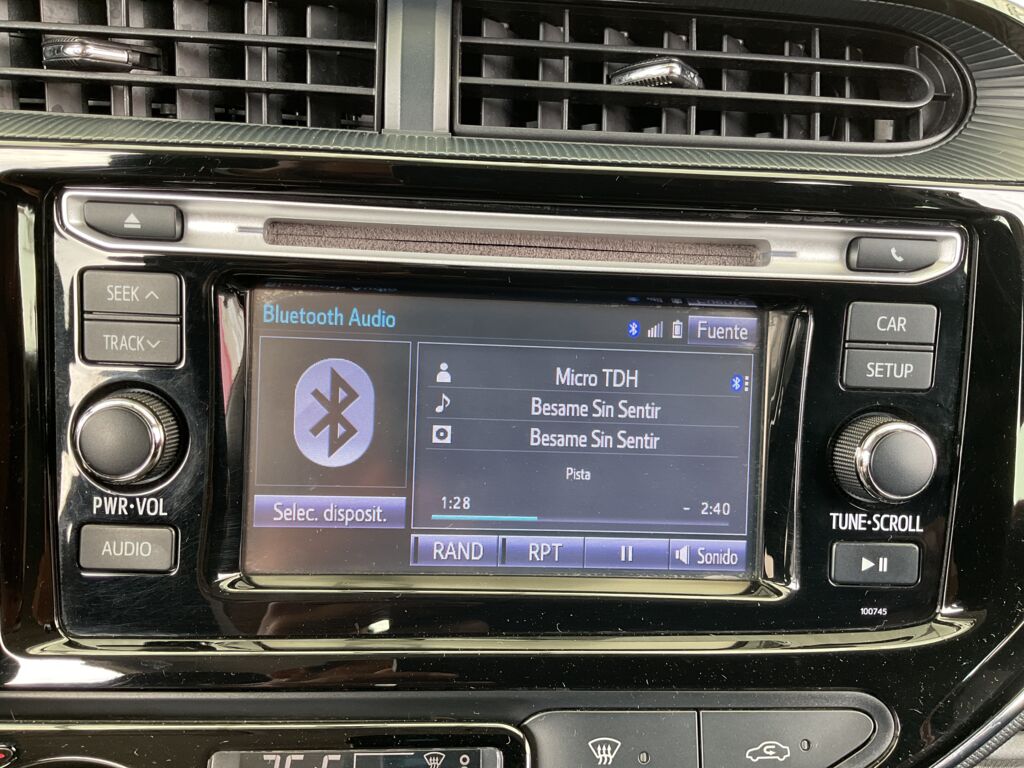 SEEK
TRACK
PWR•VOL
AUDIO
Bluetooth Audio
Fuente
Micro TDH
Besame Sin Sentir
Besame Sin Sentir
Pista
1:28
- 2:40
Selec. disposit.
RAND
RPT
Sonido
CAR
SETUP
TUNE•SCROLL
100745